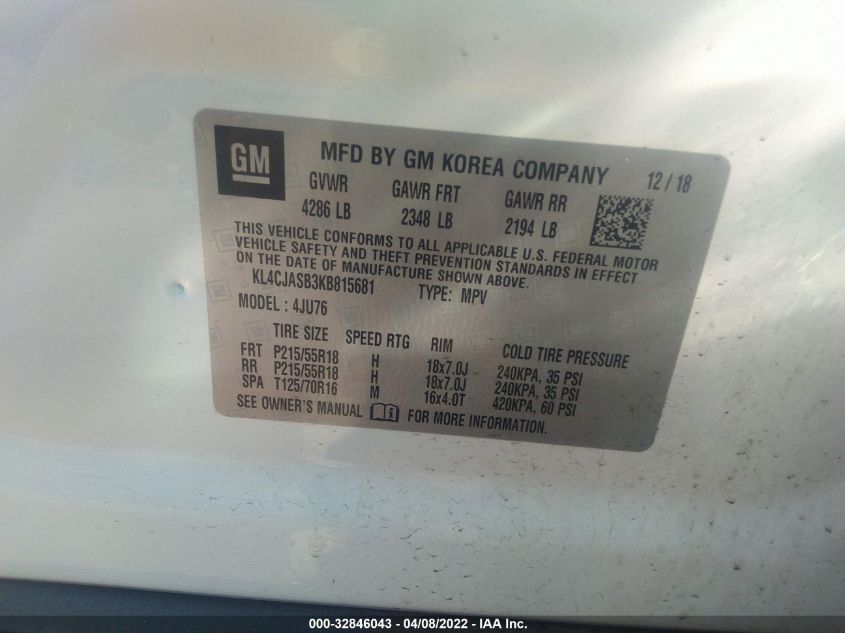 GM MFD BY GM KOREA COMPANY 12 / 18
GVWR GAWR FRT GAWR RR
4286 LB 2348 LB 2194 LB
THIS VEHICLE CONFORMS TO ALL APPLICABLE U.S. FEDERAL MOTOR
VEHICLE SAFETY AND THEFT PREVENTION STANDARDS IN EFFECT
ON THE DATE OF MANUFACTURE SHOWN ABOVE.
KL4CJASB3KB815681 TYPE: MPV
MODEL : 4JU76
TIRE SIZE SPEED RTG RIM COLD TIRE PRESSURE
FRT P215/55R18 H 18x7.0J 240KPA, 35 PSI
RR P215/55R18 H 18x7.0J 240KPA, 35 PSI
SPA T125/70R16 M 16x4.0T 420KPA, 60 PSI
SEE OWNER'S MANUAL FOR MORE INFORMATION.
000-32846043 - 04/08/2022 - IAA Inc.